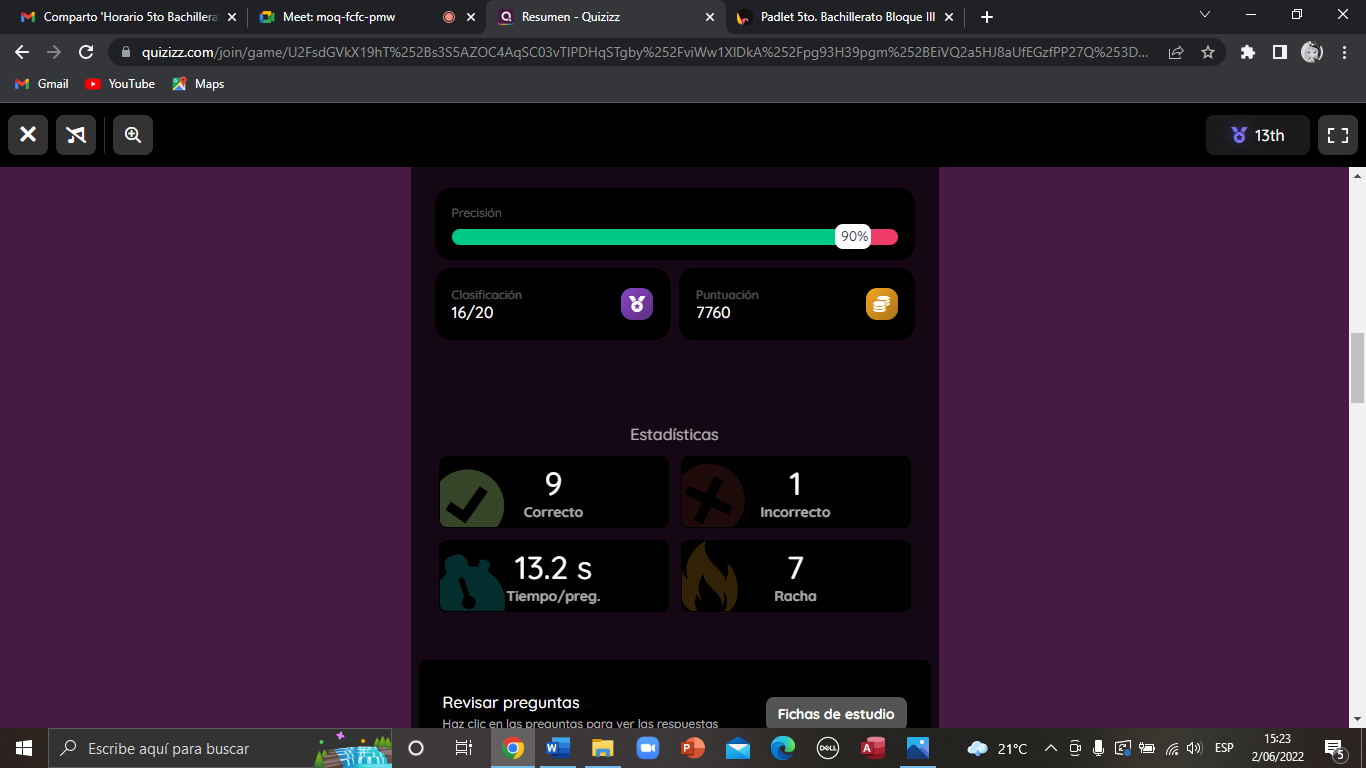 Comparto 'Horario 5to Bachillera
Meet: moq-fcfc-pmw
Resumen - Quizizz
Padlet 5to. Bachillerato Bloque III
quizizz.com/join/game/U2FsdGVkX19hT%252Bs3S5AZOC4AqSC03vTlPDHqSTgby%252FviWw1XlDkA%252Fpg93H39pgm%252BEiVQ2a5HJ8aUfEGzfPP27Q%253D...
Gmail
YouTube
Maps
13th
Precisión
90%
Clasificación
16/20
Puntuación
7760
Estadísticas
9
Correcto
1
Incorrecto
13.2 s
Tiempo/preg.
7
Racha
Revisar preguntas
Haz clic en las preguntas para ver las respuestas
Fichas de estudio
Escribe aquí para buscar
DELL
21°C
ESP
15:23
2/06/2022
5